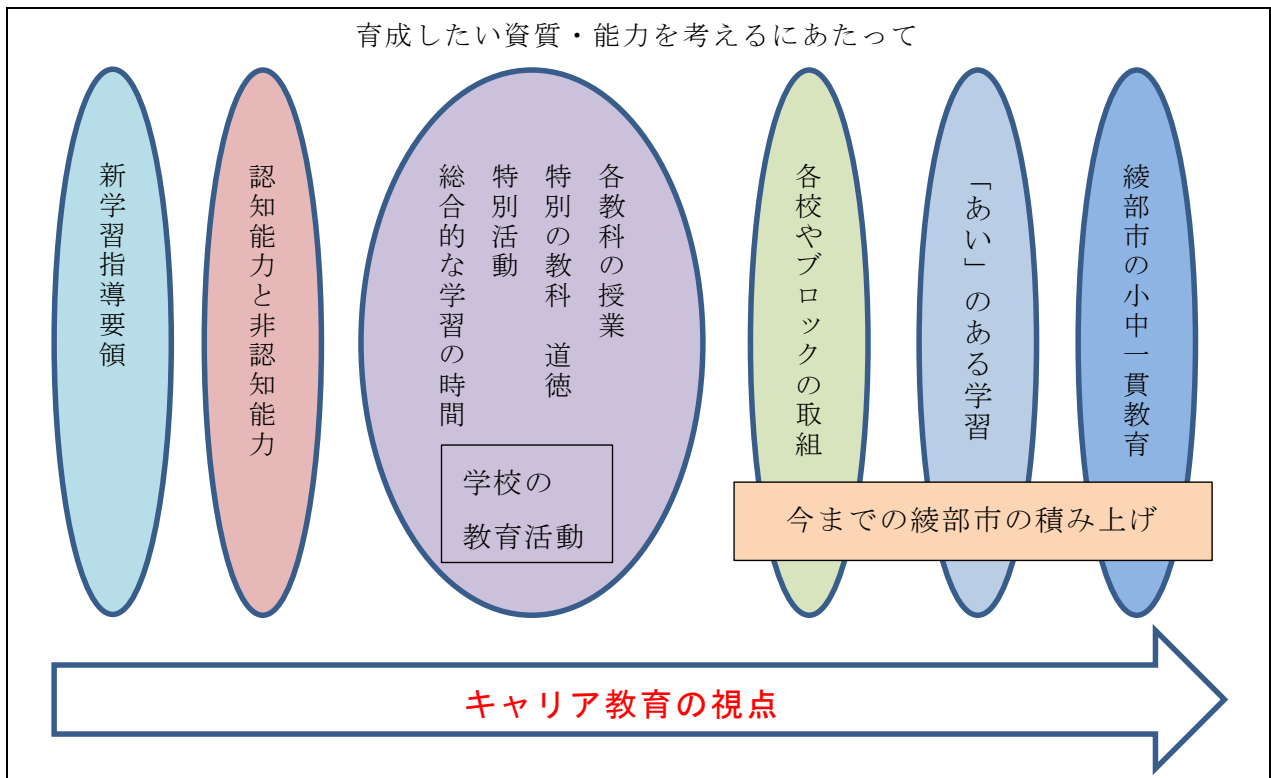 育成したい資質・能力を考えるにあたって
新学習指導要領
認知能力と非認知能力
各教科の授業
特別の教科　道徳
特別活動
総合的な学習の時間
学校の
教育活動
各校やブロックの取組
「あい」のある学習
綾部市の小中一貫教育
今までの綾部市の積み上げ
キャリア教育の視点